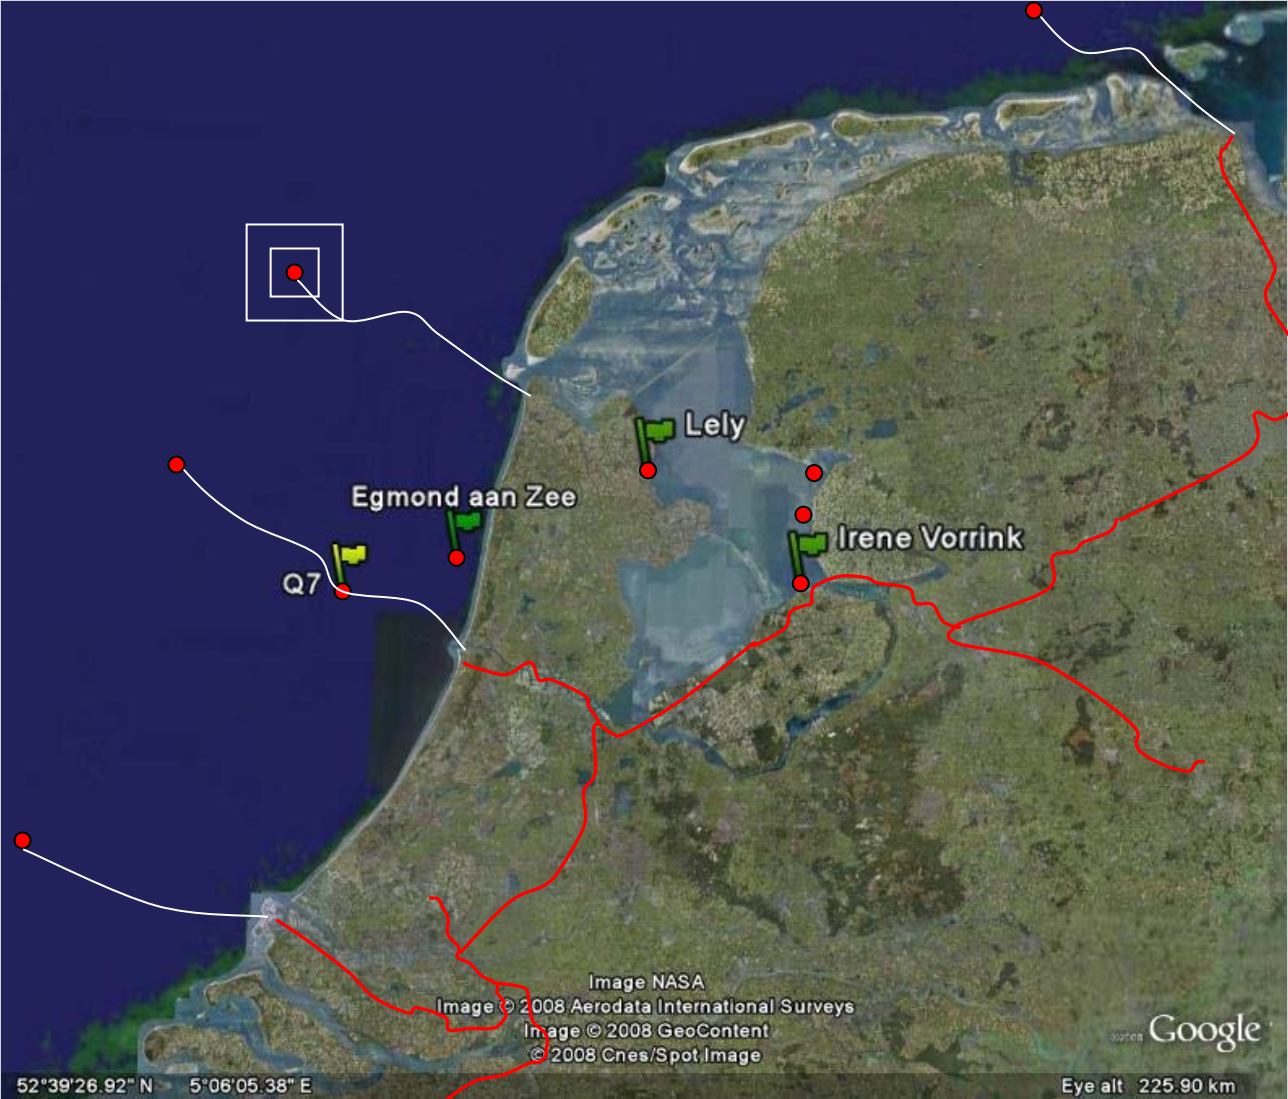 Lely
Egmond aan Zee
Irene Vorrink
Q7
Image NASA
Image © 2008 Aerodata International Surveys
Image © 2008 GeoContent
© 2008 Cnes/Spot Image
Google
52°39'26.92" N 5°06'05.38" E
Eye alt 225.90 km